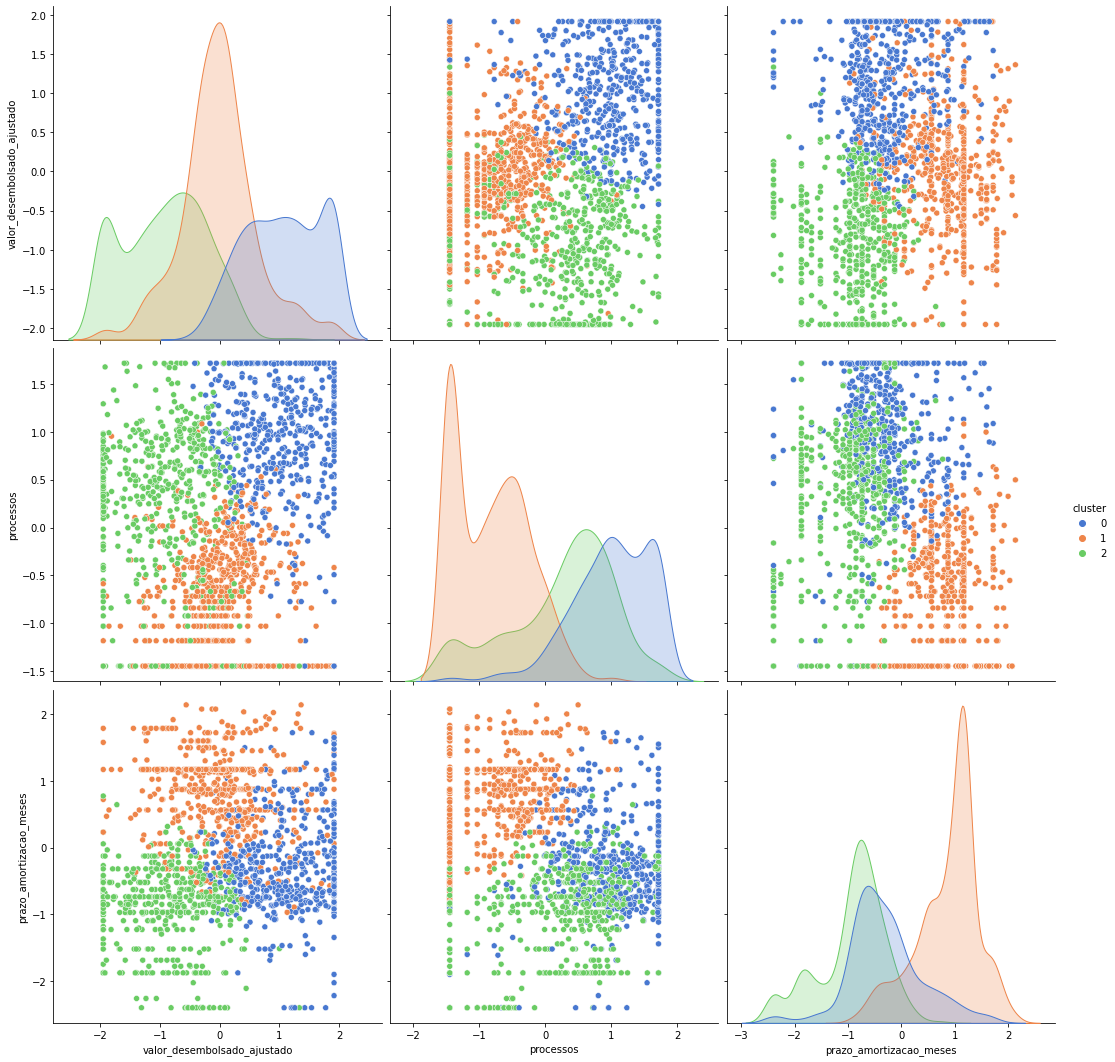 2.0
1.5
1.0
0.5
0.0
−0.5
−1.0
−1.5
−2.0
valor_desembolsado_ajustado
1.5
1.0
0.5
0.0
−0.5
−1.0
−1.5
processos
cluster
0
1
2
2
1
0
−1
−2
prazo_amortizacao_meses
−2 −1 0 1 2
valor_desembolsado_ajustado
−2 −1 0 1 2
processos
−3 −2 −1 0 1 2
prazo_amortizacao_meses